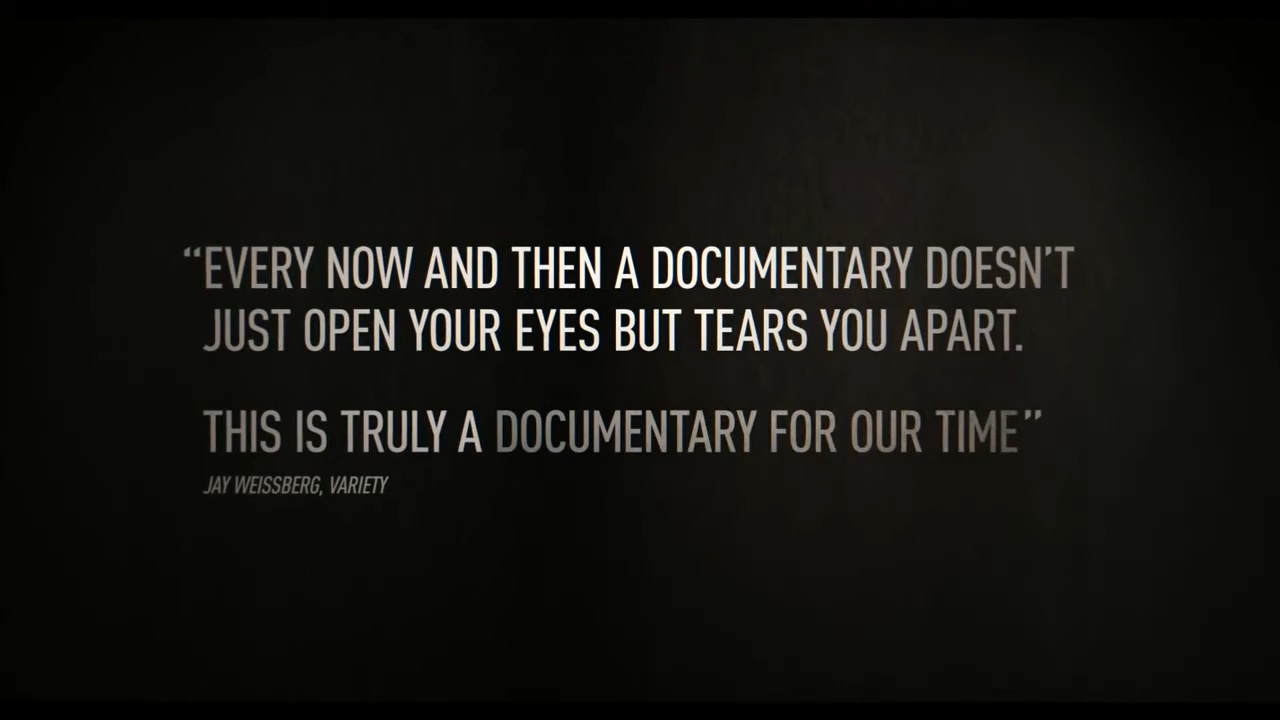 “EVERY NOW AND THEN A DOCUMENTARY DOESN’T
JUST OPEN YOUR EYES BUT TEARS YOU APART.
THIS IS TRULY A DOCUMENTARY FOR OUR TIME”
JAY WEISSBERG, VARIETY